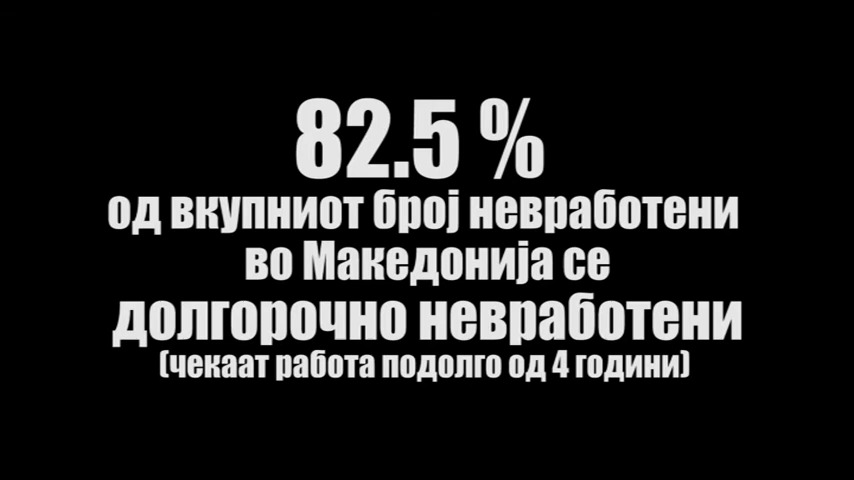 82.5 %
од вкупниот број невработени
во Македонија се
долгорочно невработени
(чекаат работа подолго од 4 години)